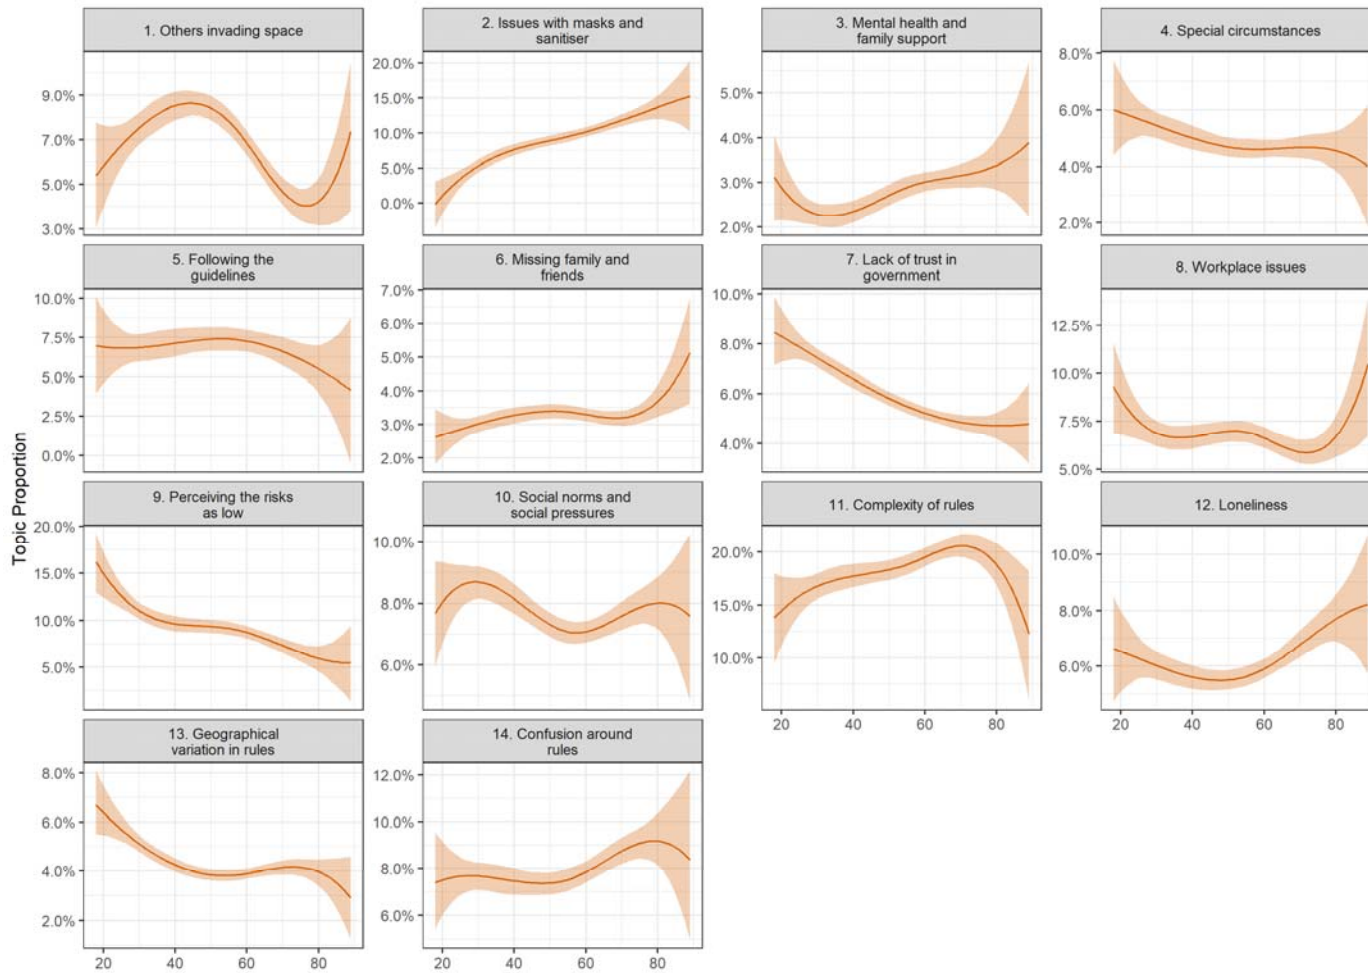 1. Others invading space
2. Issues with masks and
sanitiser
3. Mental health and
family support
4. Special circumstances
9.0%
7.0%
5.0%
3.0%
20.0%
15.0%
10.0%
5.0%
0.0%
5.0%
4.0%
3.0%
2.0%
8.0%
6.0%
4.0%
2.0%
5. Following the
guidelines
6. Missing family and
friends
7. Lack of trust in
government
8. Workplace issues
10.0%
7.5%
5.0%
2.5%
0.0%
7.0%
6.0%
5.0%
4.0%
3.0%
2.0%
10.0%
8.0%
6.0%
4.0%
12.5%
10.0%
7.5%
5.0%
Topic Proportion
9. Perceiving the risks
as low
10. Social norms and
social pressures
11. Complexity of rules
12. Loneliness
20.0%
15.0%
10.0%
5.0%
10.0%
8.0%
6.0%
20.0%
15.0%
10.0%
20 40 60 80
10.0%
8.0%
6.0%
20 40 60 80
13. Geographical
variation in rules
14. Confusion around
rules
8.0%
6.0%
4.0%
2.0%
20 40 60 80
12.0%
10.0%
8.0%
6.0%
20 40 60 80